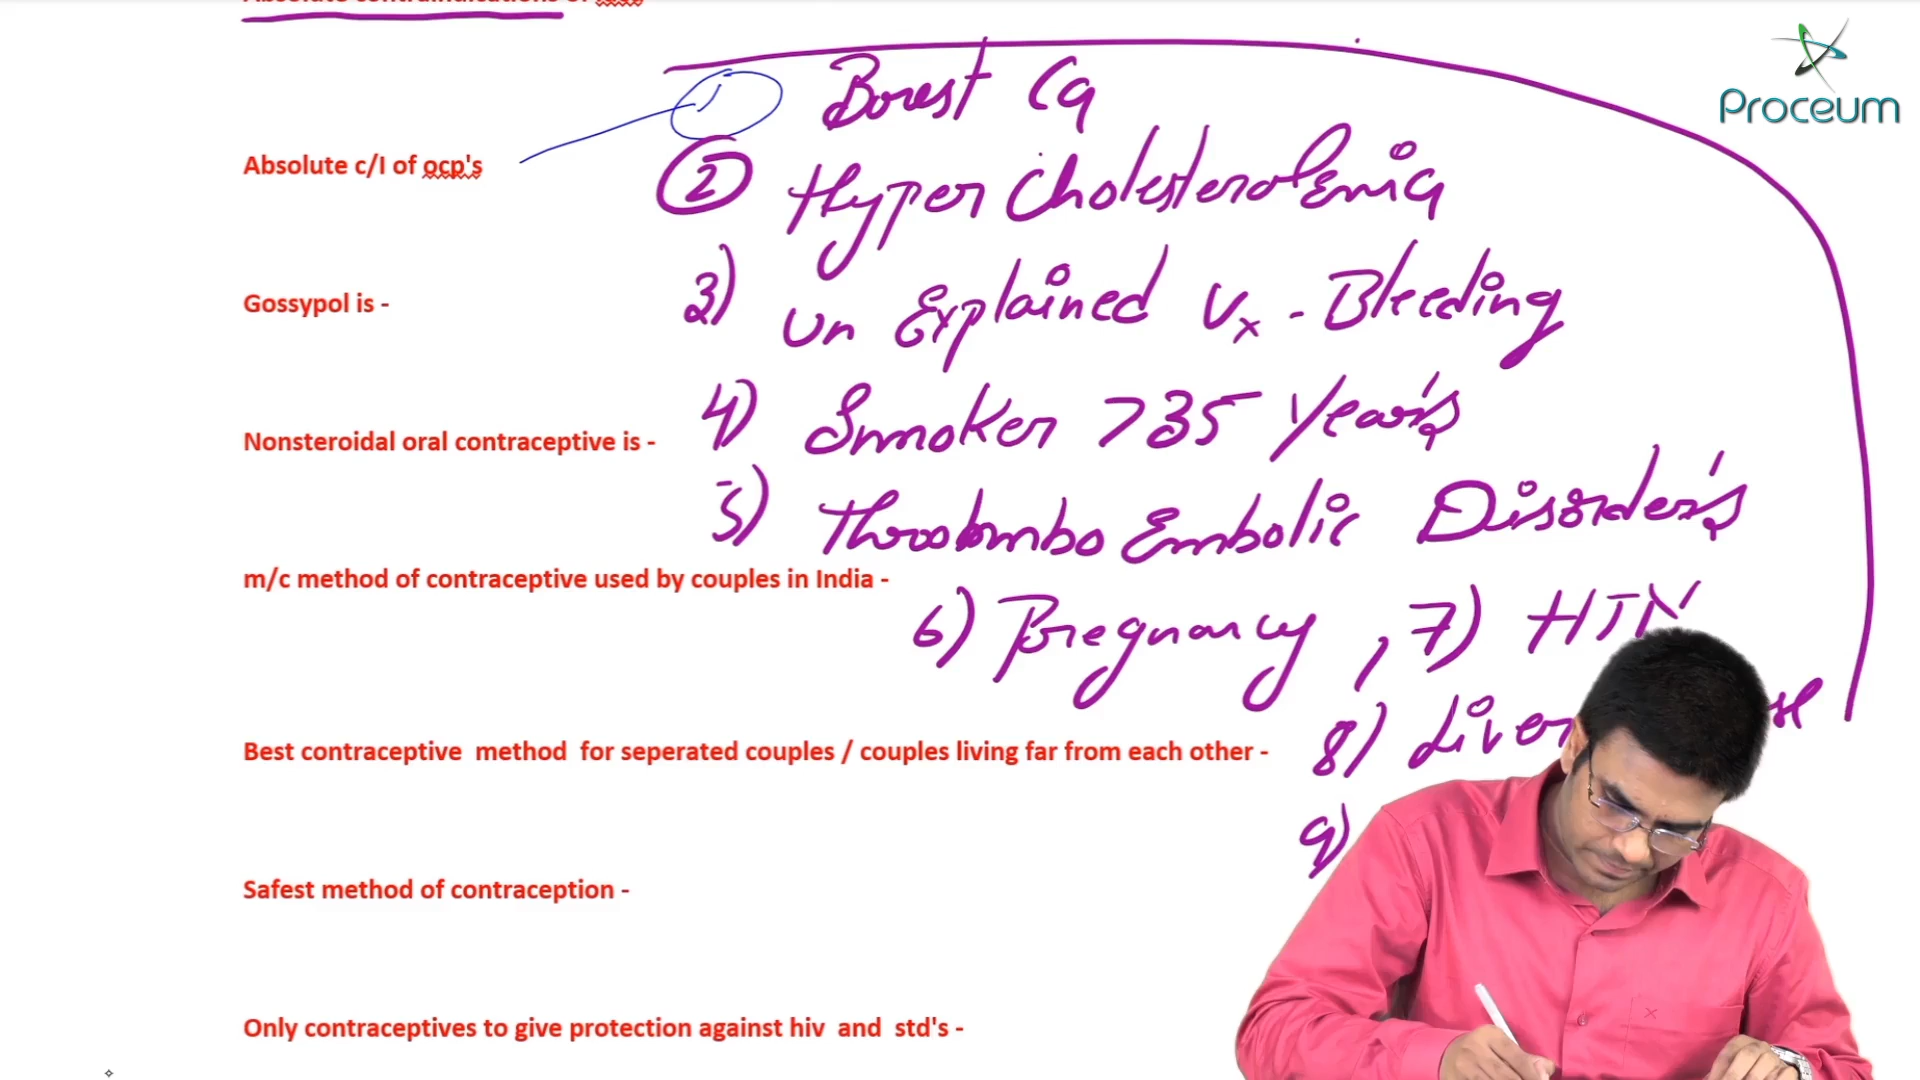 Proceum
1) Brest Ca
Absolute c/I of ocp's
2 Hyper Cholesterolemia
Gossypol is -
3) un Explained Vx - Bleeding
4) Smoker >35 Year's
Nonsteroidal oral contraceptive is -
5) Thrombo Embolic Disorder's
m/c method of contraceptive used by couples in India -
6) Pregnancy , 7) HTN
8) Liver
Best contraceptive method for seperated couples / couples living far from each other -
9)
Safest method of contraception -
Only contraceptives to give protection against hiv and std's -